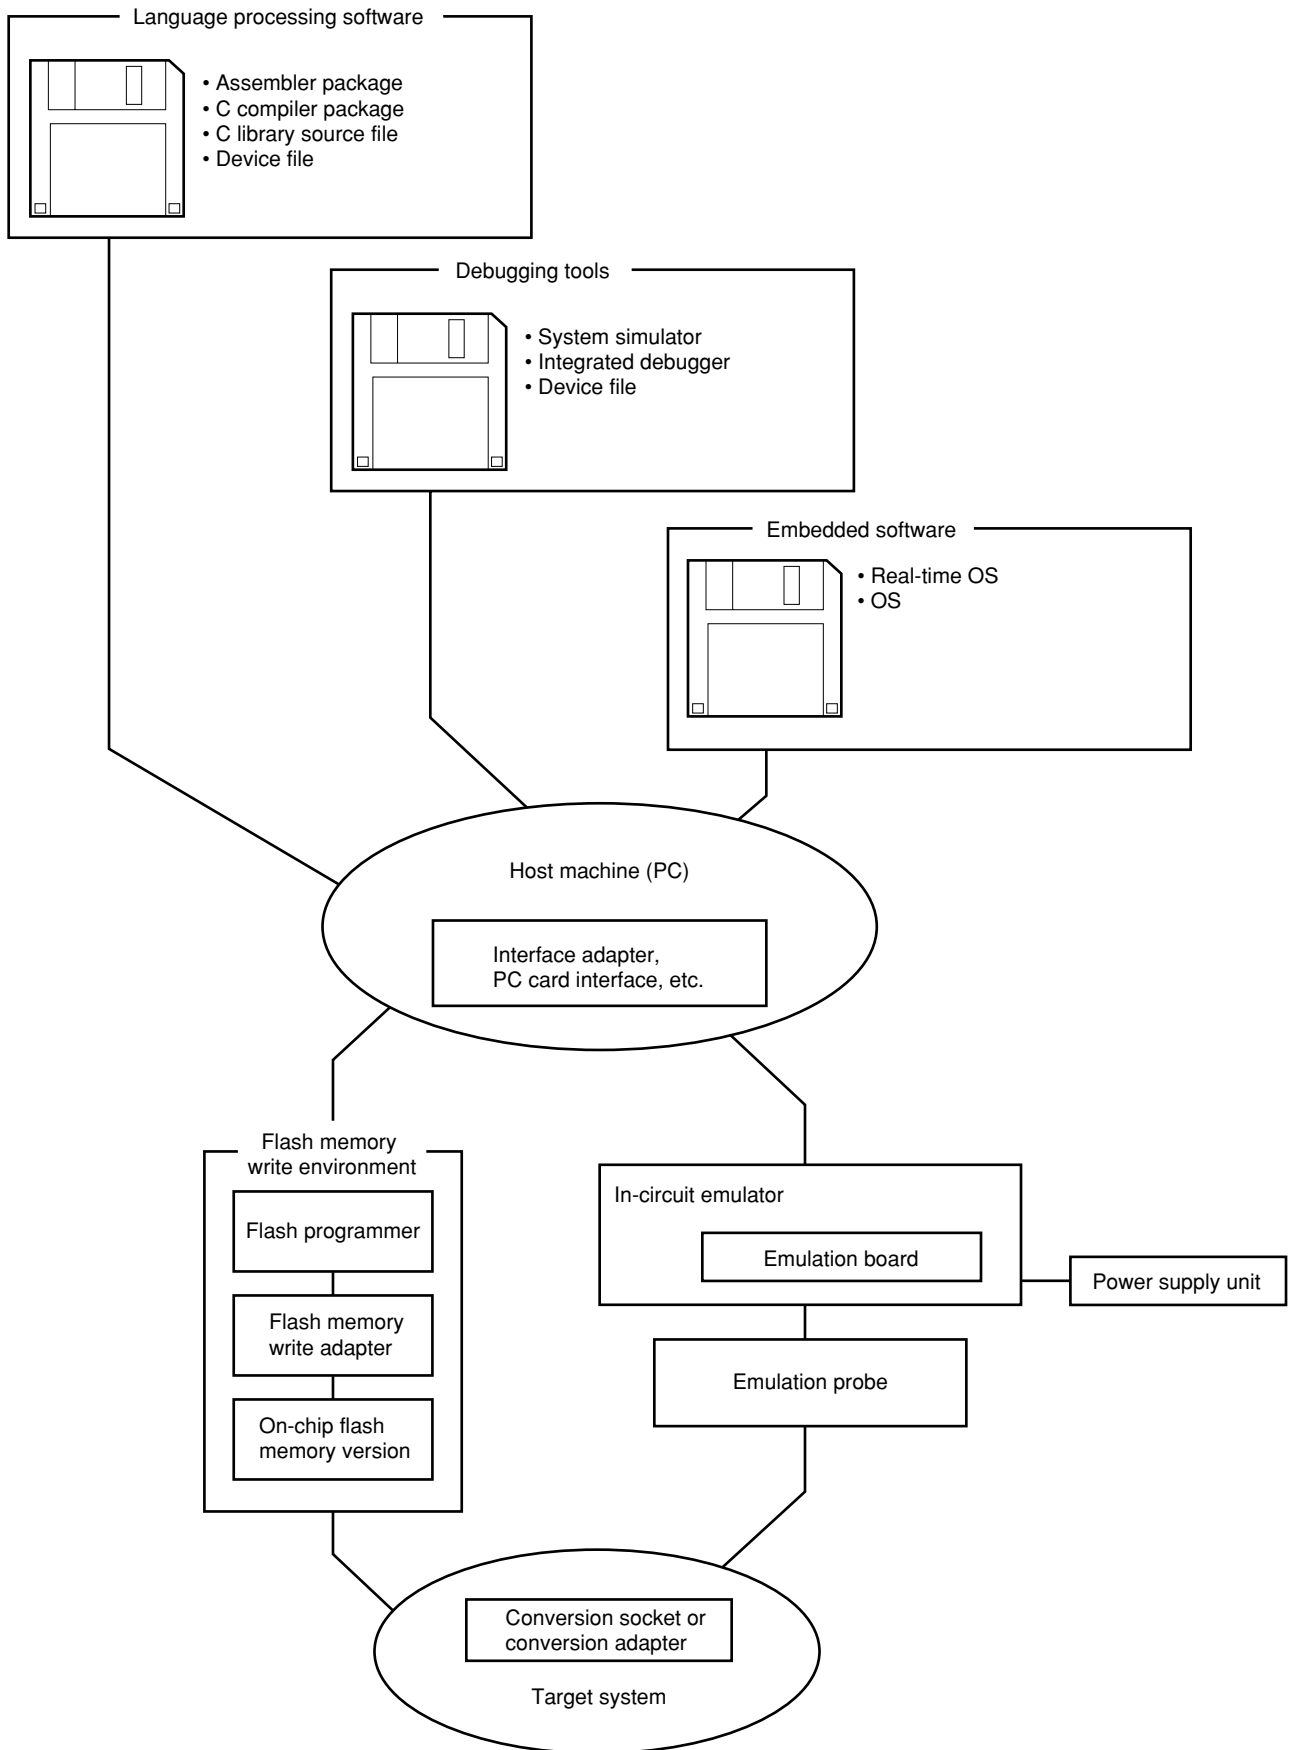 Language processing software
• Assembler package
• C compiler package
• C library source file
• Device file
Debugging tools
• System simulator
• Integrated debugger
• Device file
Embedded software
• Real-time OS
• OS
Host machine (PC)
Interface adapter,
PC card interface, etc.
Flash memory
write environment
Flash programmer
Flash memory
write adapter
On-chip flash
memory version
In-circuit emulator
Emulation board
Power supply unit
Emulation probe
Conversion socket or
conversion adapter
Target system